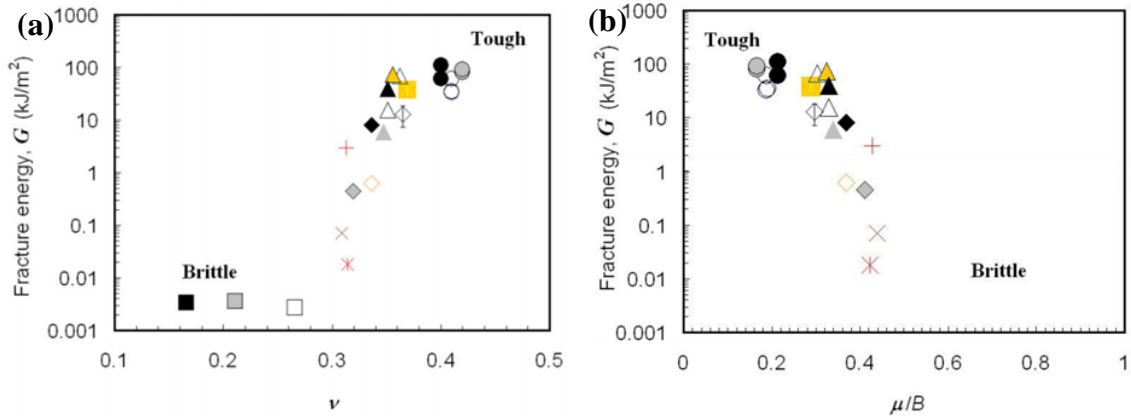 (a)
Fracture energy, G (kJ/m²)
1000
100
10
1
0.1
0.01
0.001
Tough
Brittle
0.1 0.2 0.3 0.4 0.5
ν
(b)
Fracture energy, G (kJ/m²)
1000
100
10
1
0.1
0.01
0.001
Tough
Brittle
0 0.2 0.4 0.6 0.8 1
μ/B